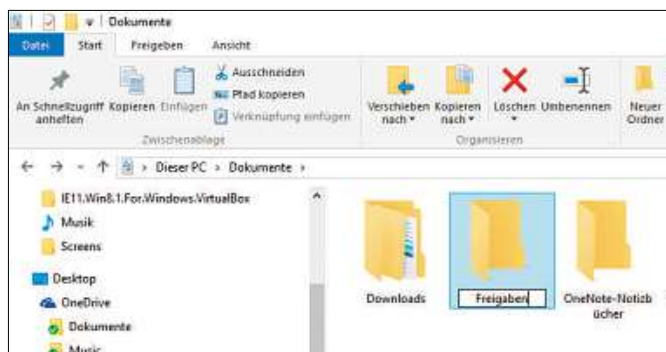 Dokumente
Datei Start Freigeben Ansicht
An Schnellzugriff anheften
Kopieren
Einfügen
Ausschneiden
Pfad kopieren
Verknüpfung einfügen
Verschieben nach
Kopieren nach
Löschen
Umbenennen
Neuer Ordner
Zwischenablage
Organisieren
Dieser PC > Dokumente >
IE11.Win8.1.For.Windows.VirtualBox
Musik
Screens
Desktop
OneDrive
Dokumente
Music
Downloads
Freigaben
OneNote-Notizb
ücher